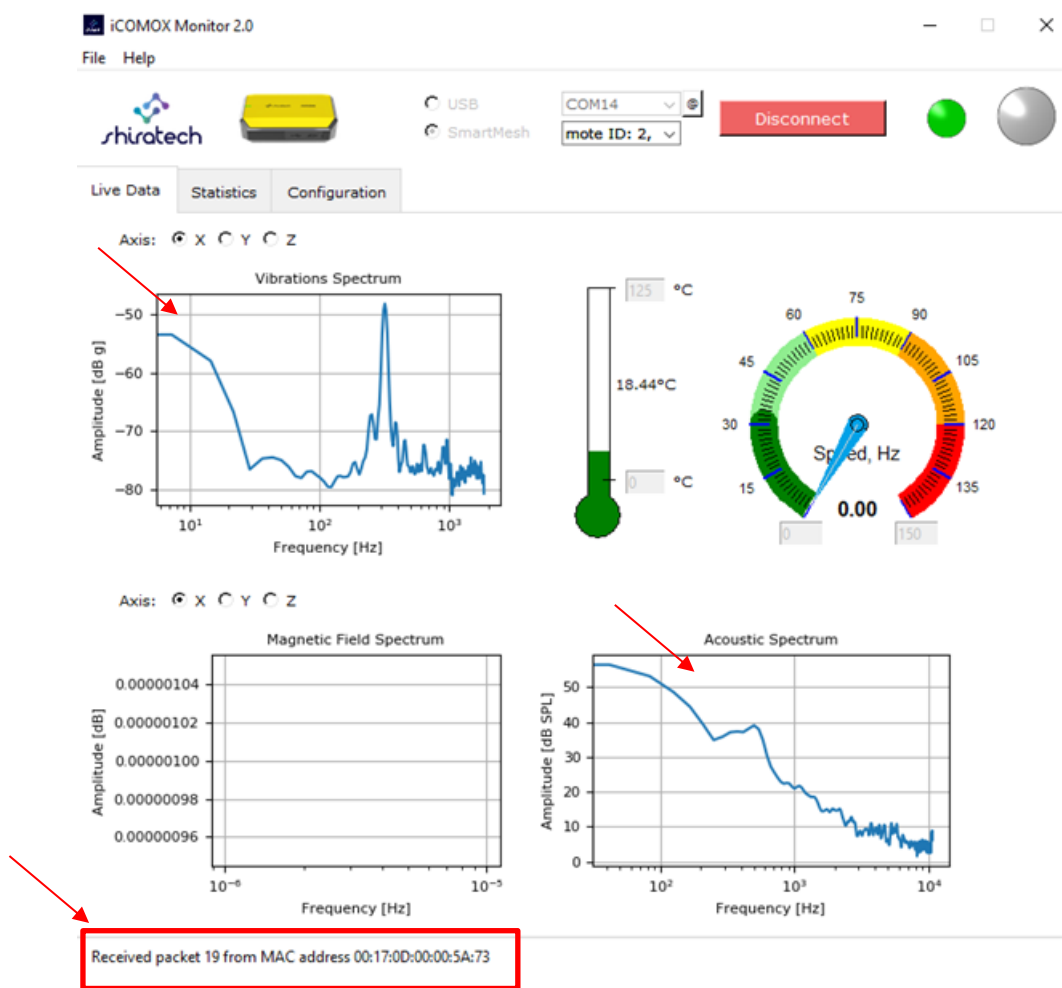 iCOMOX Monitor 2.0
File Help
shiratech
USB
SmartMesh
COM14
@
mote ID: 2,
Disconnect
Live Data
Statistics
Configuration
Axis: X Y Z
Vibrations Spectrum
−50
−60
−70
−80
Amplitude [dB g]
10¹
10²
10³
Frequency [Hz]
125 °C
18.44°C
0 °C
0
15
30
45
60
75
90
105
120
135
150
Speed, Hz
0.00
Axis: X Y Z
Magnetic Field Spectrum
0.00000104
0.00000102
0.00000100
0.00000098
0.00000096
Amplitude [dB]
10⁻⁶
10⁻⁵
Frequency [Hz]
Acoustic Spectrum
50
40
30
20
10
0
Amplitude [dB SPL]
10²
10³
10⁴
Frequency [Hz]
Received packet 19 from MAC address 00:17:0D:00:00:5A:73